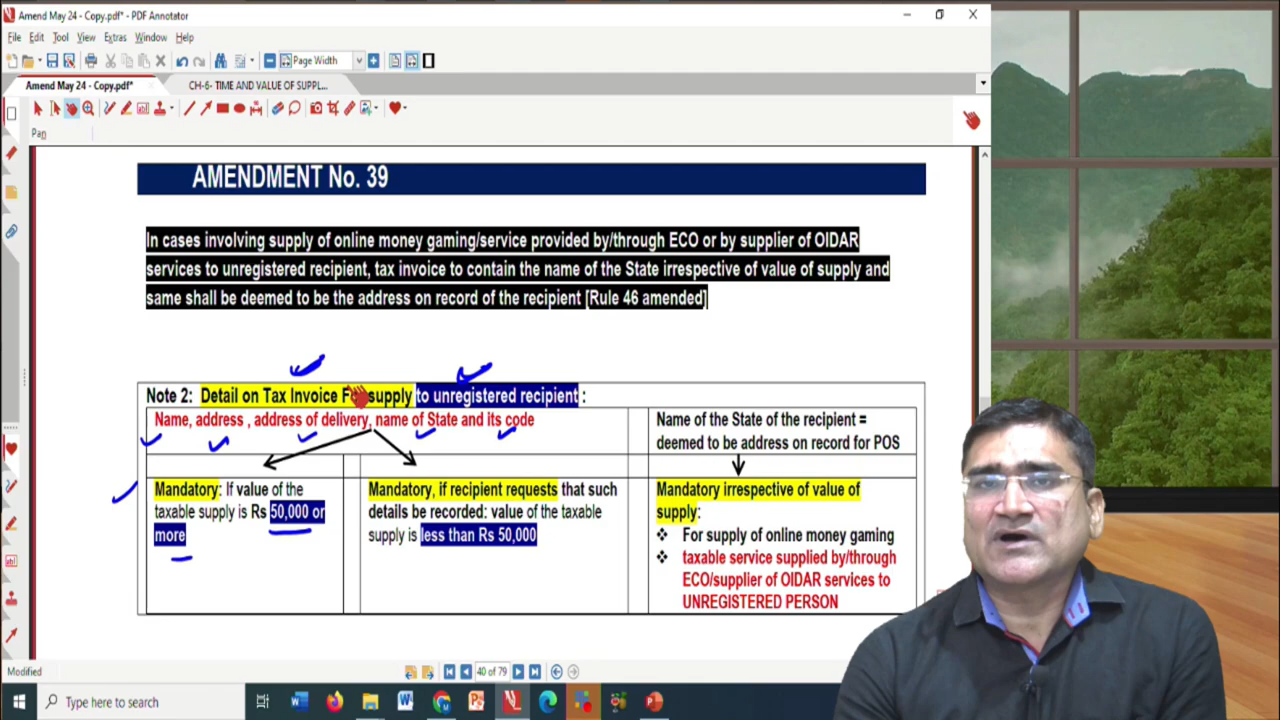 Amend May 24 - Copy.pdf* - PDF Annotator
File Edit Tool View Extras Window Help
Page Width
Amend May 24 - Copy.pdf*
CH-6- TIME AND VALUE OF SUPPL...
Pan
AMENDMENT No. 39
In cases involving supply of online money gaming/service provided by/through ECO or by supplier of OIDAR
services to unregistered recipient, tax invoice to contain the name of the State irrespective of value of supply and
same shall be deemed to be the address on record of the recipient [Rule 46 amended]
Note 2: Detail on Tax Invoice For supply to unregistered recipient :
Name, address , address of delivery, name of State and its code
Name of the State of the recipient =
deemed to be address on record for POS
Mandatory: If value of the
taxable supply is Rs 50,000 or
more
Mandatory, if recipient requests that such
details be recorded: value of the taxable
supply is less than Rs 50,000
Mandatory irrespective of value of
supply:
❖ For supply of online money gaming
❖ taxable service supplied by/through
ECO/supplier of OIDAR services to
UNREGISTERED PERSON
40 of 79
Modified
Type here to search